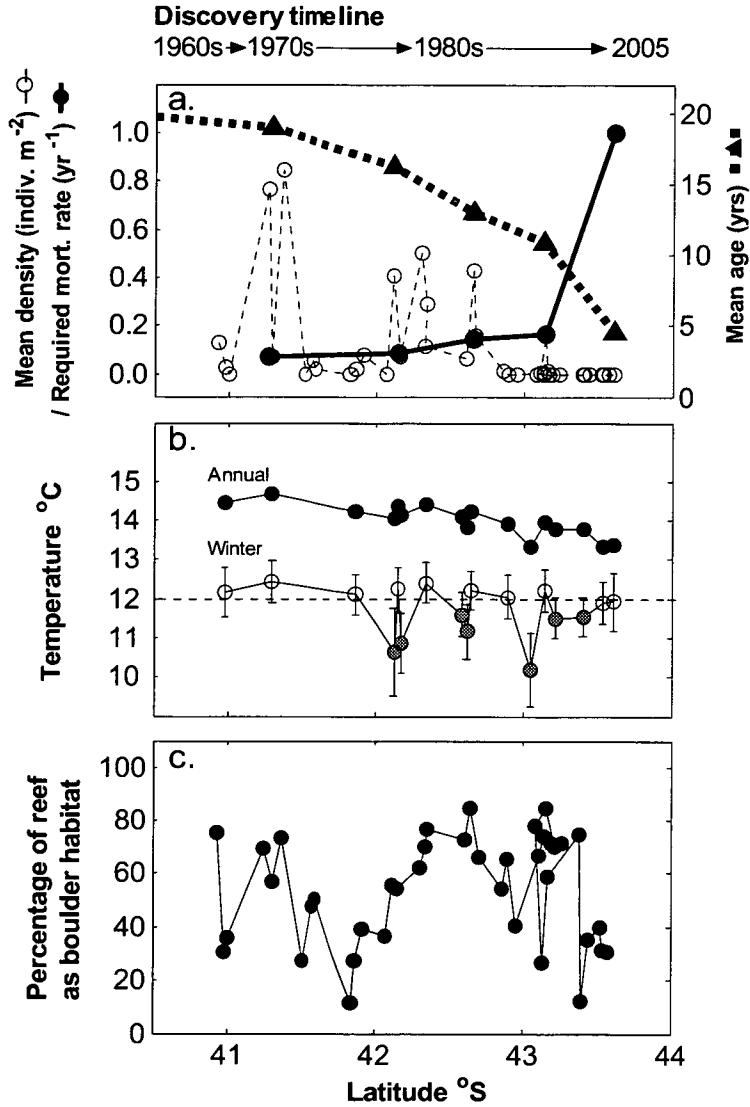 Discovery timeline
1960s 1970s 1980s 2005
a.
Mean density (indiv. m-2)
/ Required mort. rate (yr-1)
1.0
0.8
0.6
0.4
0.2
0.0
20
15
10
5
0
Mean age (yrs)
b.
Annual
Winter
Temperature oC
15
14
13
12
11
10
c.
Percentage of reef
as boulder habitat
100
80
60
40
20
0
41 42 43 44
Latitude oS